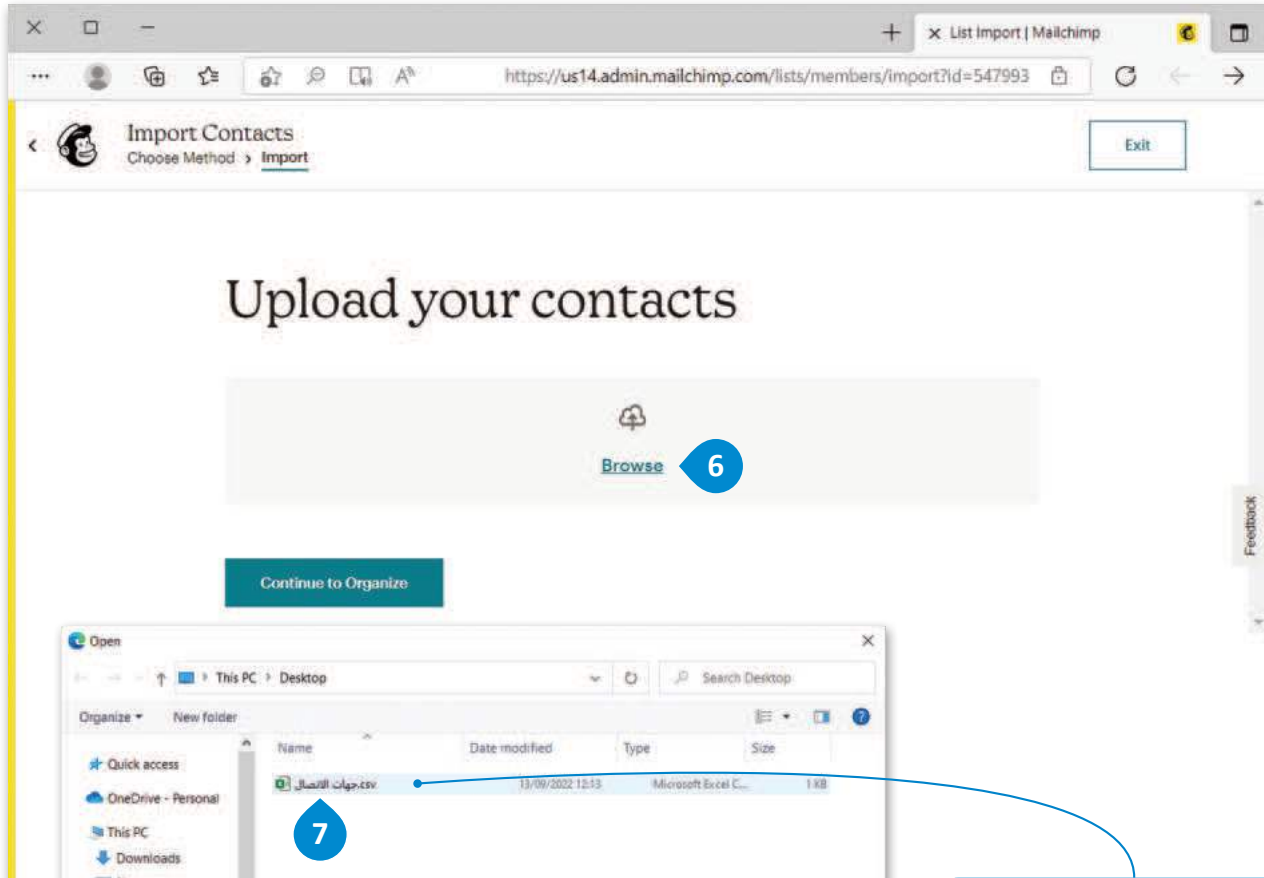 List Import | Mailchimp
https://us14.admin.mailchimp.com/lists/members/import?id=547993
Import Contacts
Choose Method > Import
Exit
Upload your contacts
Browse
6
Feedback
Continue to Organize
Open
This PC > Desktop
Search Desktop
Organize
New folder
Name
Date modified
Type
Size
Quick access
جهات الاتصال.csv
13/09/2022 12:13
Microsoft Excel C...
1 KB
OneDrive - Personal
7
This PC
Downloads